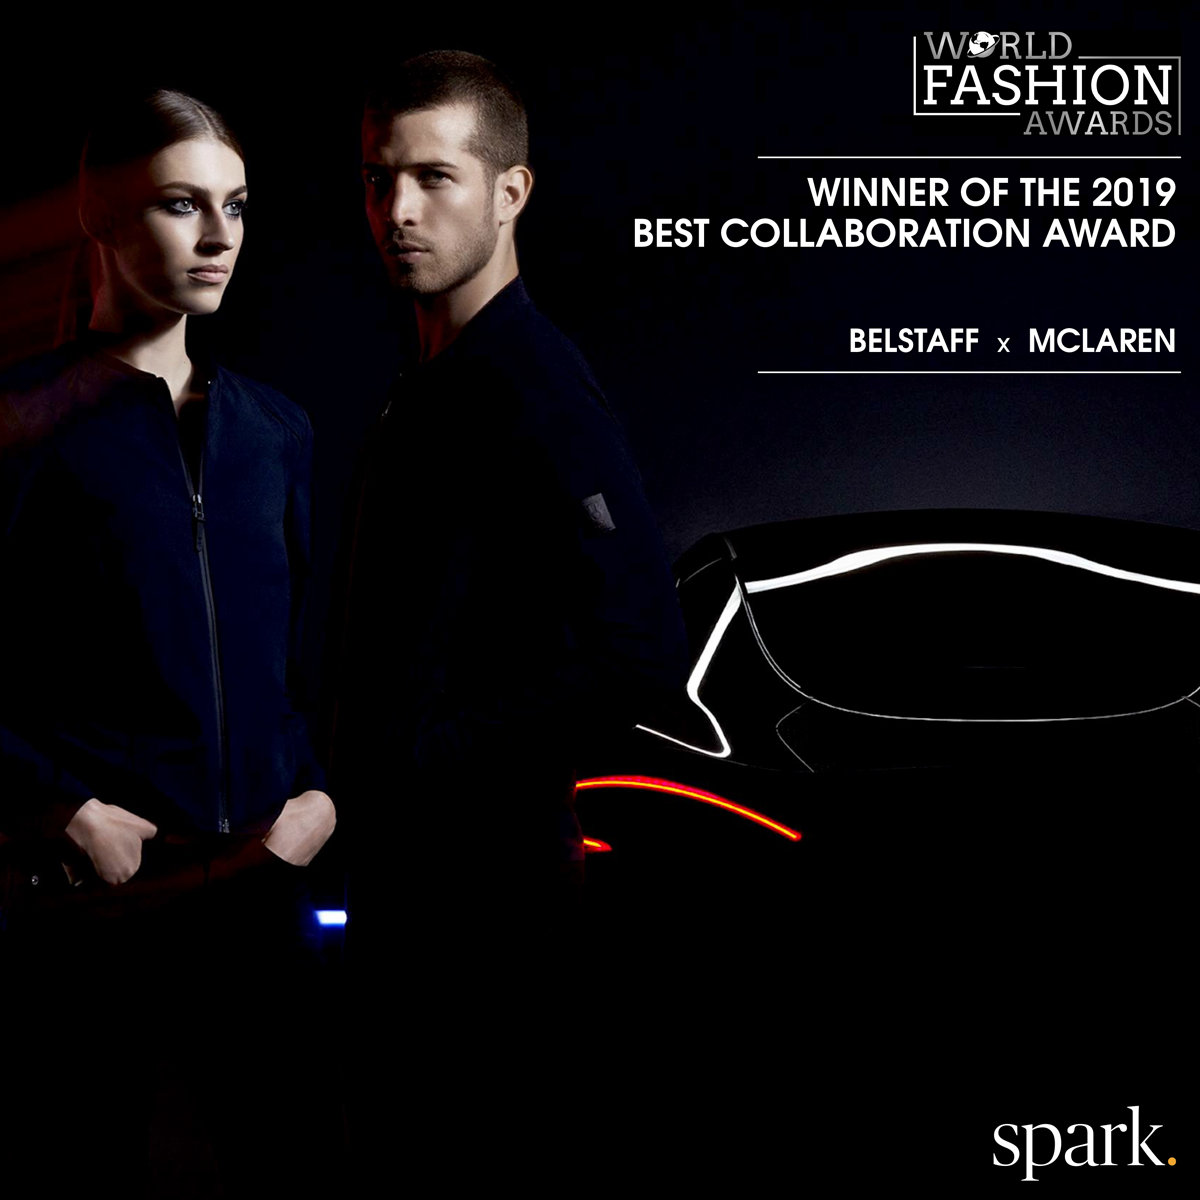 WORLD
FASHION
AWARDS
WINNER OF THE 2019
BEST COLLABORATION AWARD
BELSTAFF x MCLAREN
spark.